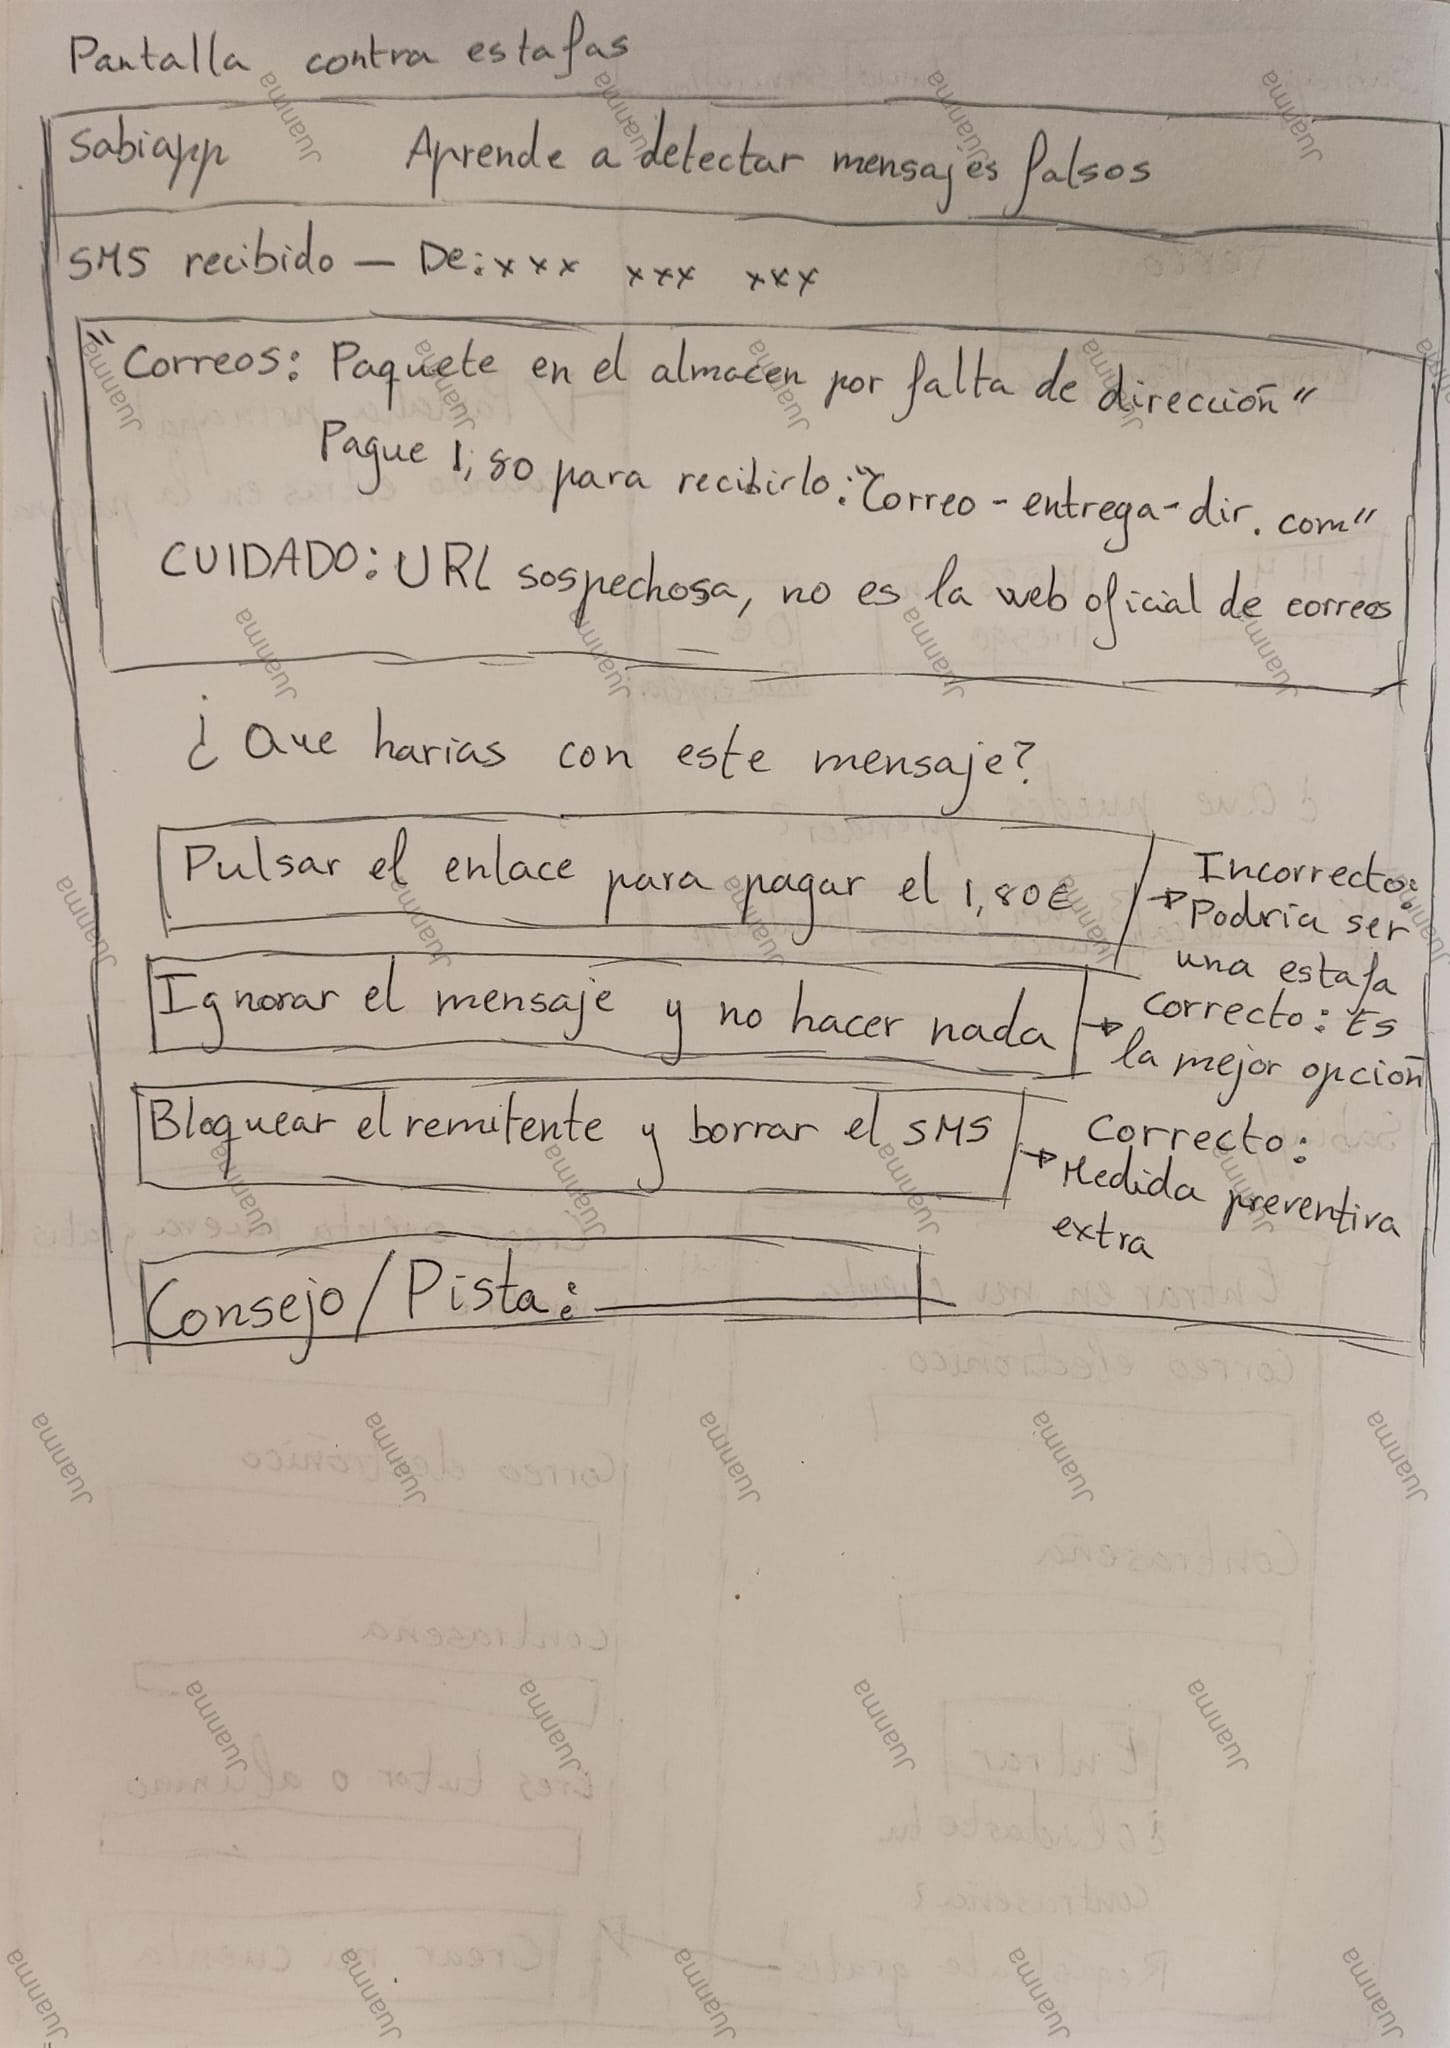 Pantalla contra estafas
Sabiapp Aprende a detectar mensajes falsos
SMS recibido — De: xxx xxx xxx
"Correos: Paquete en el almacen por falta de dirección"
Pague 1,80 para recibirlo: "Correo-entrega-dir.com"
CUIDADO: URL sospechosa, no es la web oficial de correos
¿Que harias con este mensaje?
Pulsar el enlace para pagar el 1,80€
→ Incorrecto:
Podría ser
una estafa
Ignorar el mensaje y no hacer nada
→ Correcto: Es
la mejor opción
Bloquear el remitente y borrar el SMS
→ Correcto:
Medida preventiva
extra
Consejo/Pista:
Juanma